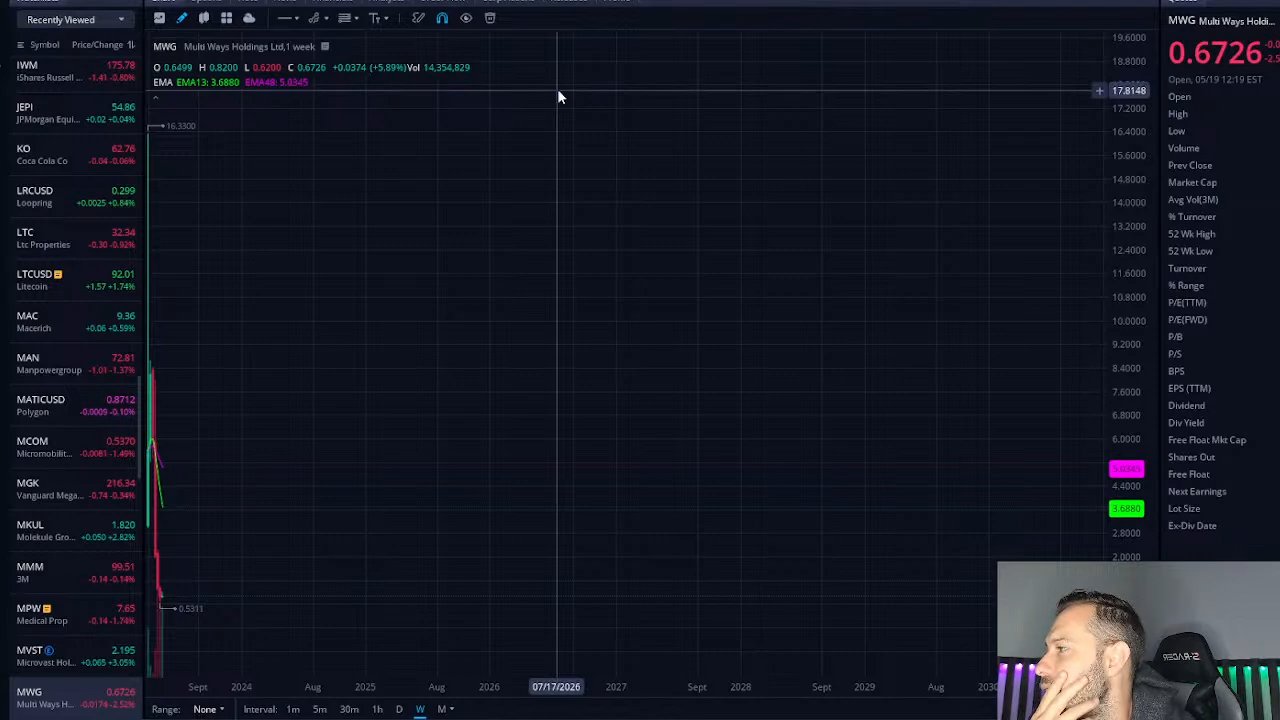 Recently Viewed
Symbol Price/Change
IWM 175.78
iShares Russell ... -1.41 -0.80%
JEPI 54.86
JPMorgan Equi... +0.02 +0.04%
KO 62.76
Coca Cola Co -0.04 -0.06%
LRCUSD 0.299
Loopring +0.0025 +0.84%
LTC 32.34
Ltc Properties -0.30 -0.92%
LTCUSD 92.01
Litecoin +1.57 +1.74%
MAC 9.36
Macerich +0.06 +0.59%
MAN 72.81
Manpowergroup -1.01 -1.37%
MATICUSD 0.8712
Polygon -0.0009 -0.10%
MCOM 0.5370
Micromobilit... -0.0081 -1.49%
MGK 216.34
Vanguard Mega... -0.74 -0.34%
MKUL 1.820
Molekule Gro... +0.050 +2.82%
MMM 99.51
3M -0.14 -0.14%
MPW 7.65
Medical Prop -0.14 -1.74%
MVST 2.195
Microvast Hol... +0.065 +3.05%
MWG 0.6726
Multi Ways H... -0.0174 -2.52%
MWG Multi Ways Holdings Ltd,1 week
O 0.6499 H 0.8200 L 0.6200 C 0.6726 +0.0374 (+5.89%)Vol 14,354,829
EMA EMA13: 3.6880 EMA48: 5.0345
16.3300
0.5311
19.6000
18.8000
17.8148
17.2000
16.4000
15.6000
14.8000
14.0000
13.2000
12.4000
11.6000
10.8000
10.0000
9.2000
8.4000
7.6000
6.8000
6.0000
5.0345
4.4000
3.6880
2.8000
2.0000
Sept 2024 Aug 2025 Aug 2026 07/17/2026 2027 Sept 2028 Sept 2029 Aug 2030
Range: None Interval: 1m 5m 30m 1h D W M
MWG Multi Ways Holdi...
0.6726
Open, 05/19 12:19 EST
Open
High
Low
Volume
Prev Close
Market Cap
Avg Vol(3M)
% Turnover
52 Wk High
52 Wk Low
Turnover
% Range
P/E(TTM)
P/E(FWD)
P/B
P/S
BPS
EPS (TTM)
Dividend
Div Yield
Free Float Mkt Cap
Shares Out
Free Float
Next Earnings
Lot Size
Ex-Div Date